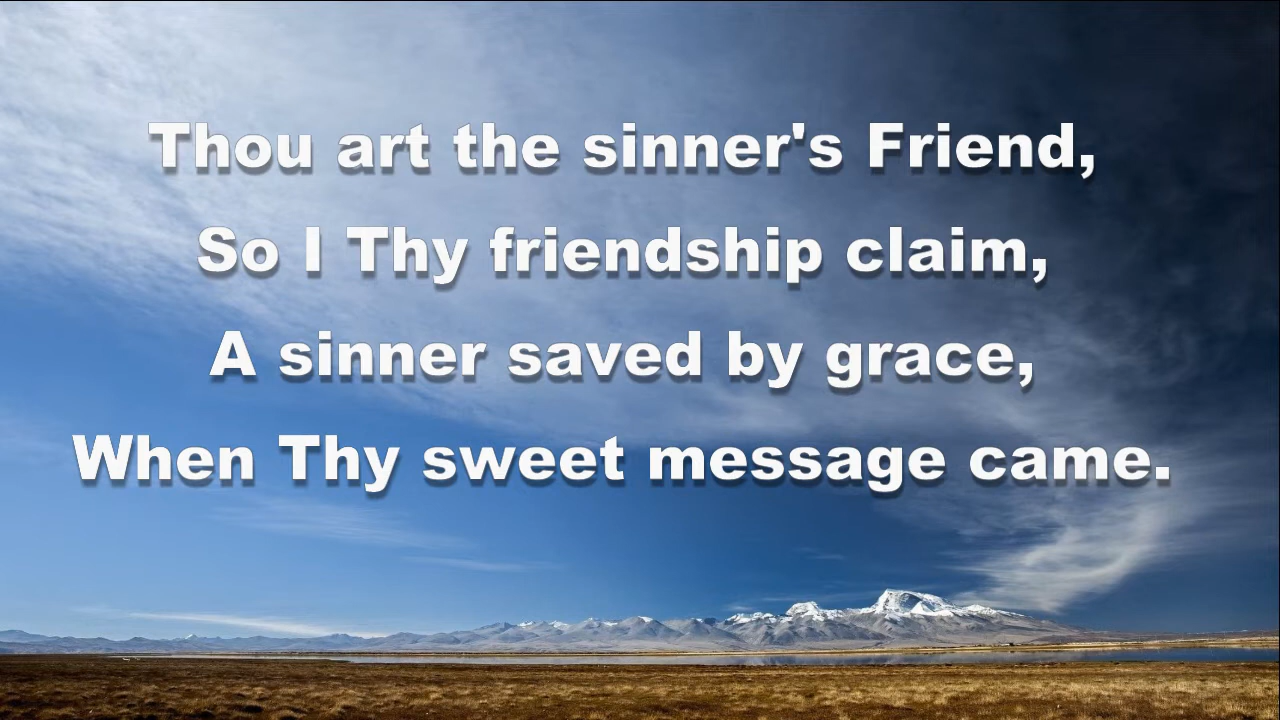 Thou art the sinner's Friend,
So I Thy friendship claim,
A sinner saved by grace,
When Thy sweet message came.